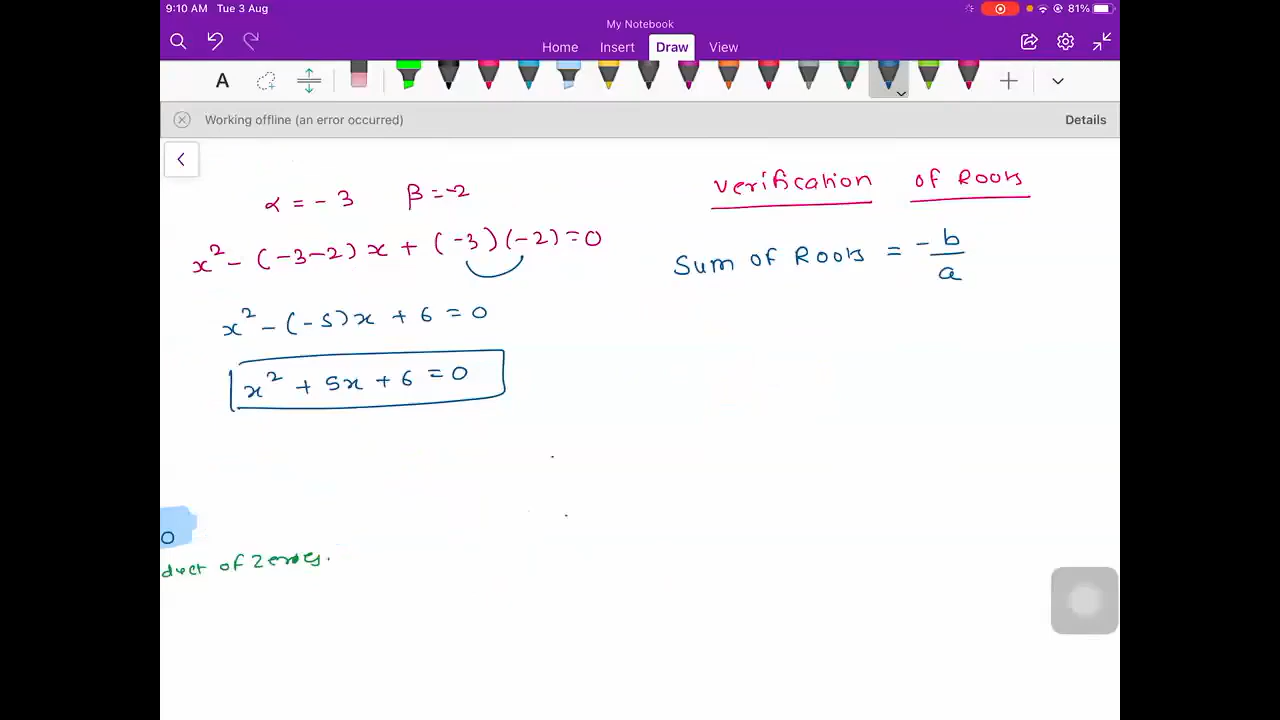 9:10 AM Tue 3 Aug
81%
My Notebook
Home Insert Draw View
A
Working offline (an error occurred) Details
α = - 3 β = -2
x² - (-3-2) x + (-3)(-2) = 0
x² - (-5)x + 6 = 0
x² + 5x + 6 = 0
0
duct of Zeroes.
Verification of Roots
Sum of Roots = - b/a